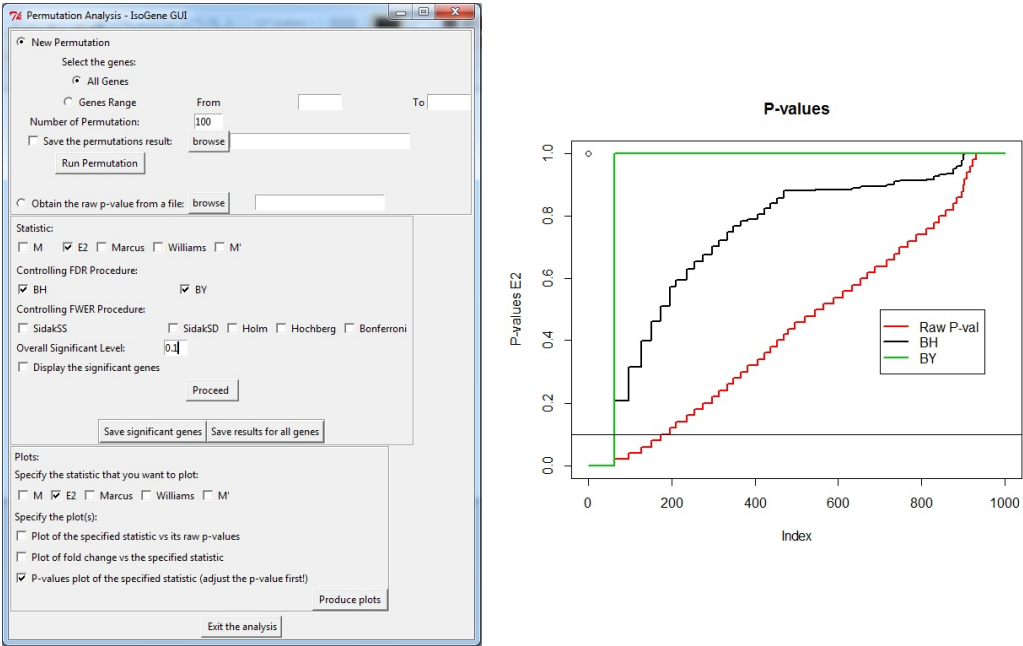 Permutation Analysis - IsoGene GUI
New Permutation
Select the genes:
All Genes
Genes Range From To
Number of Permutation: 100
Save the permutations result: browse
Run Permutation
Obtain the raw p-value from a file: browse
Statistic:
M E2 Marcus Williams M'
Controlling FDR Procedure:
BH BY
Controlling FWER Procedure:
SidakSS SidakSD Holm Hochberg Bonferroni
Overall Significant Level: 0.1
Display the significant genes
Proceed
Save significant genes Save results for all genes
Plots:
Specify the statistic that you want to plot:
M E2 Marcus Williams M'
Specify the plot(s):
Plot of the specified statistic vs its raw p-values
Plot of fold change vs the specified statistic
P-values plot of the specified statistic (adjust the p-value first!)
Produce plots
Exit the analysis
P-values
P-values E2
1.0
0.8
0.6
0.4
0.2
0.0
Raw P-val
BH
BY
0 200 400 600 800 1000
Index